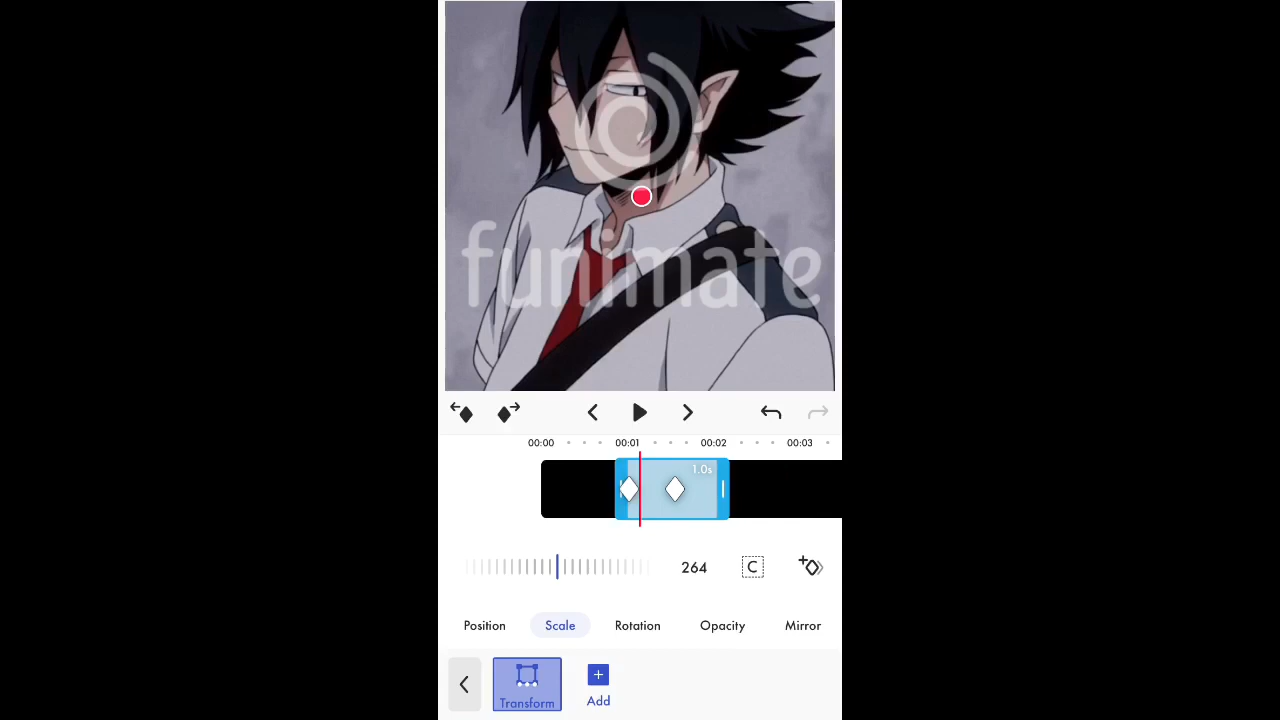 funimate
00:00 00:01 00:02 00:03
1.0s
264 C
Position Scale Rotation Opacity Mirror
Transform Add